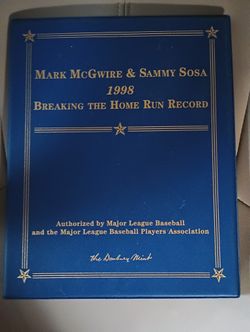 MARK MCGWIRE & SAMMY SOSA
1998
BREAKING THE HOME RUN RECORD
Authorized by Major League Baseball
and the Major League Baseball Players Association
the Danbury Mint